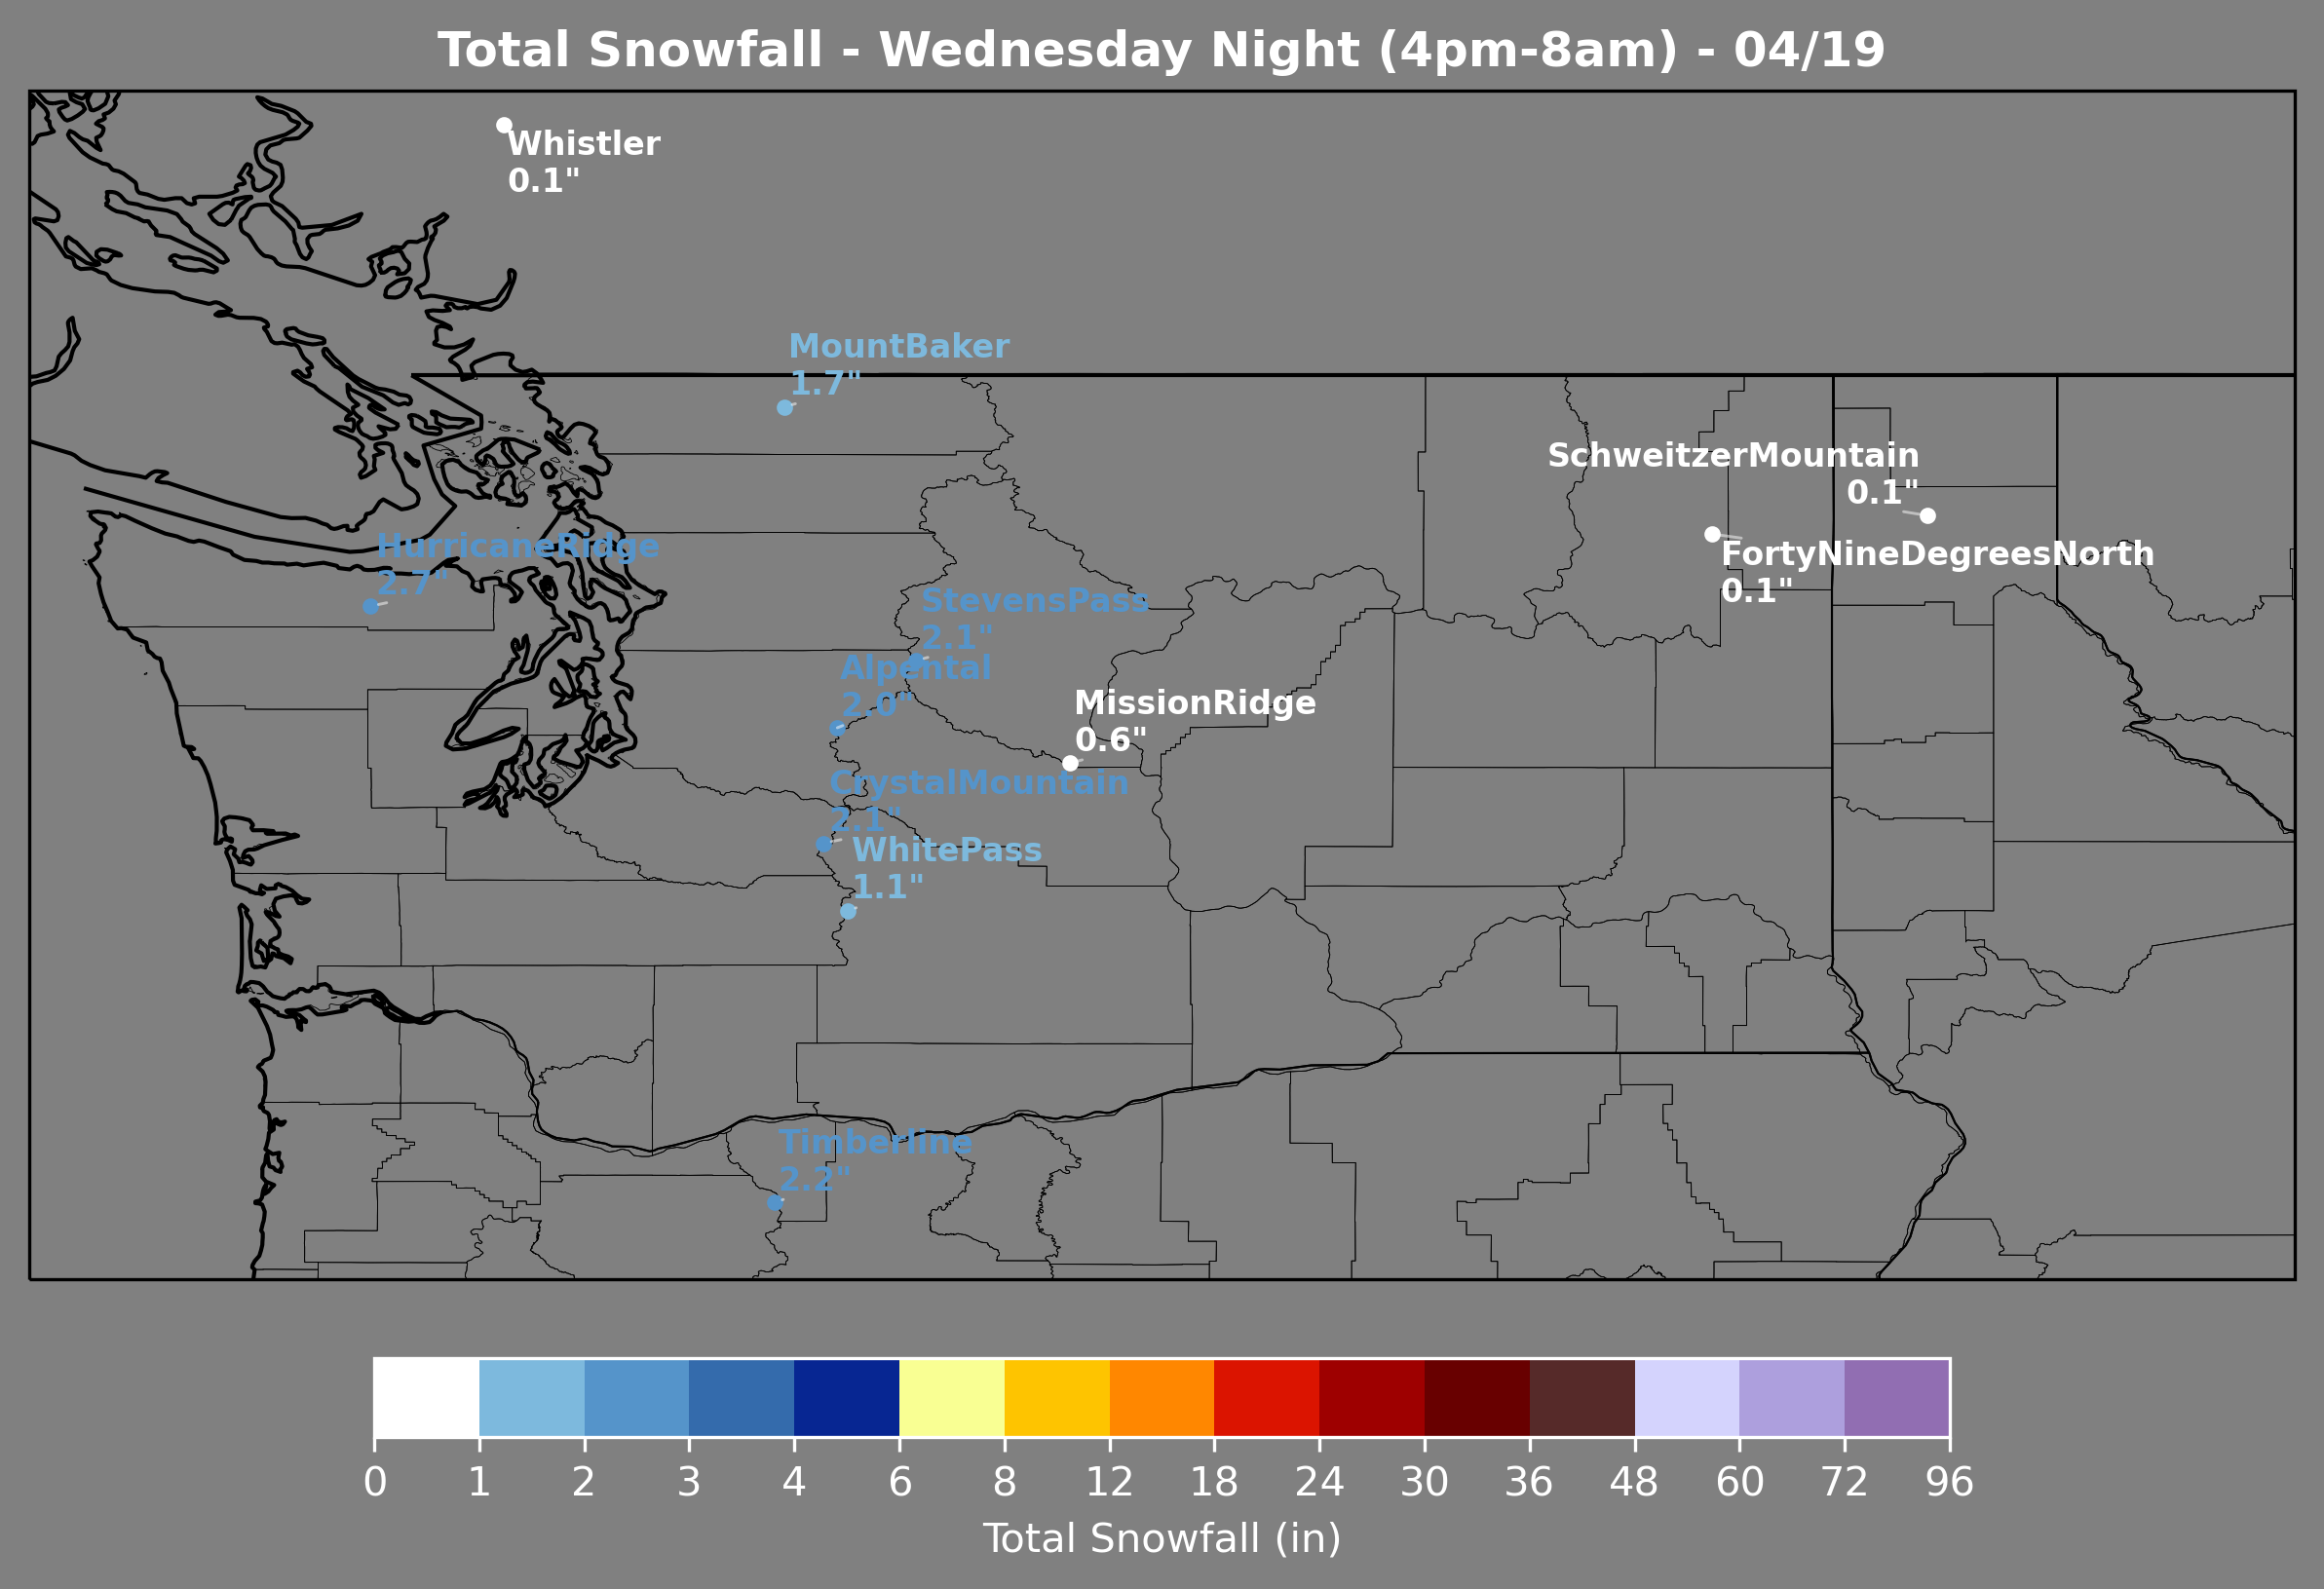 Total Snowfall - Wednesday Night (4pm-8am) - 04/19
Whistler
0.1"
MountBaker
1.7"
SchweitzerMountain
0.1"
HurricaneRidge
2.7"
FortyNineDegreesNorth
0.1"
StevensPass
2.1"
Alpental
2.0"
MissionRidge
0.6"
CrystalMountain
2.1"
WhitePass
1.1"
Timberline
2.2"
0 1 2 3 4 6 8 12 18 24 30 36 48 60 72 96
Total Snowfall (in)